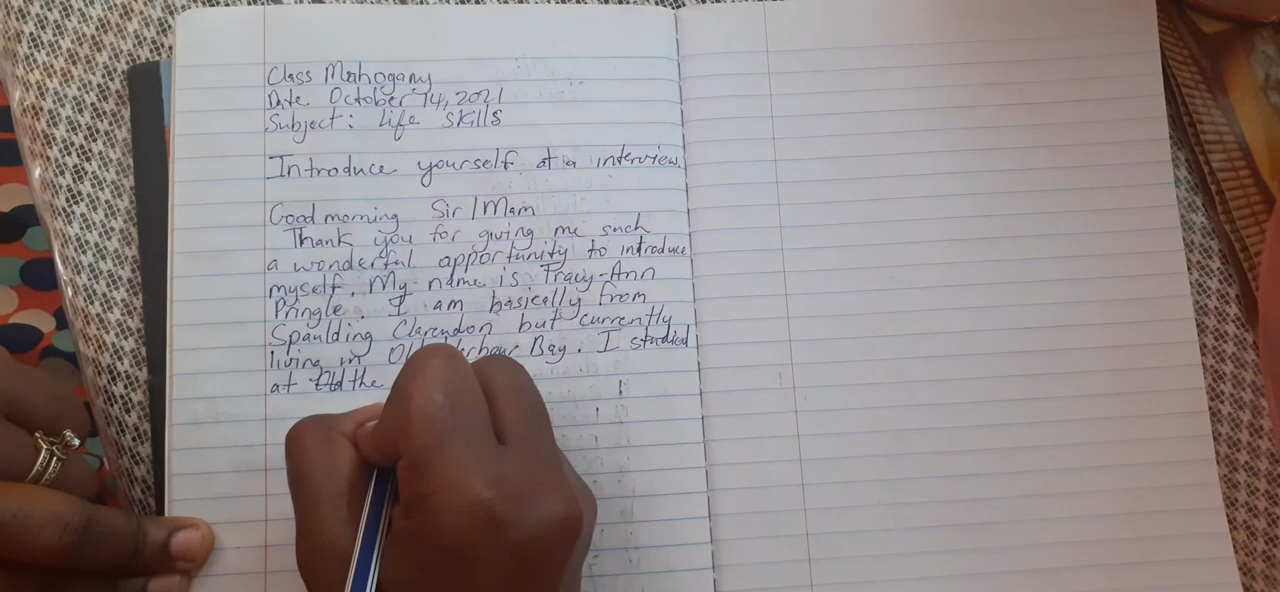 Class Mahogany
Date October 14, 2021
Subject: Life Skills
Introduce yourself at a interview.
Good morning Sir / Mam
Thank you for giving me such
a wonderful opportunity to introduce
myself. My name is Tracy-Ann
Pringle. I am basically from
Spaulding Clarendon but currently
living in Bay. I studied
at the